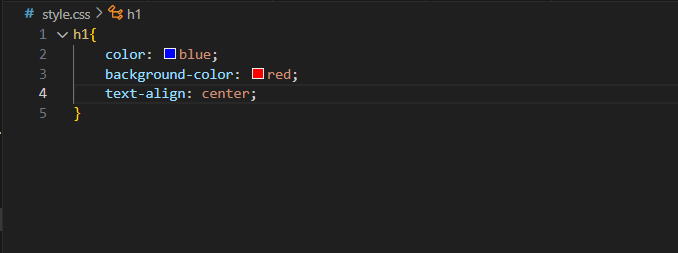 # style.css > h1
1 h1{
2 color: blue;
3 background-color: red;
4 text-align: center;
5 }